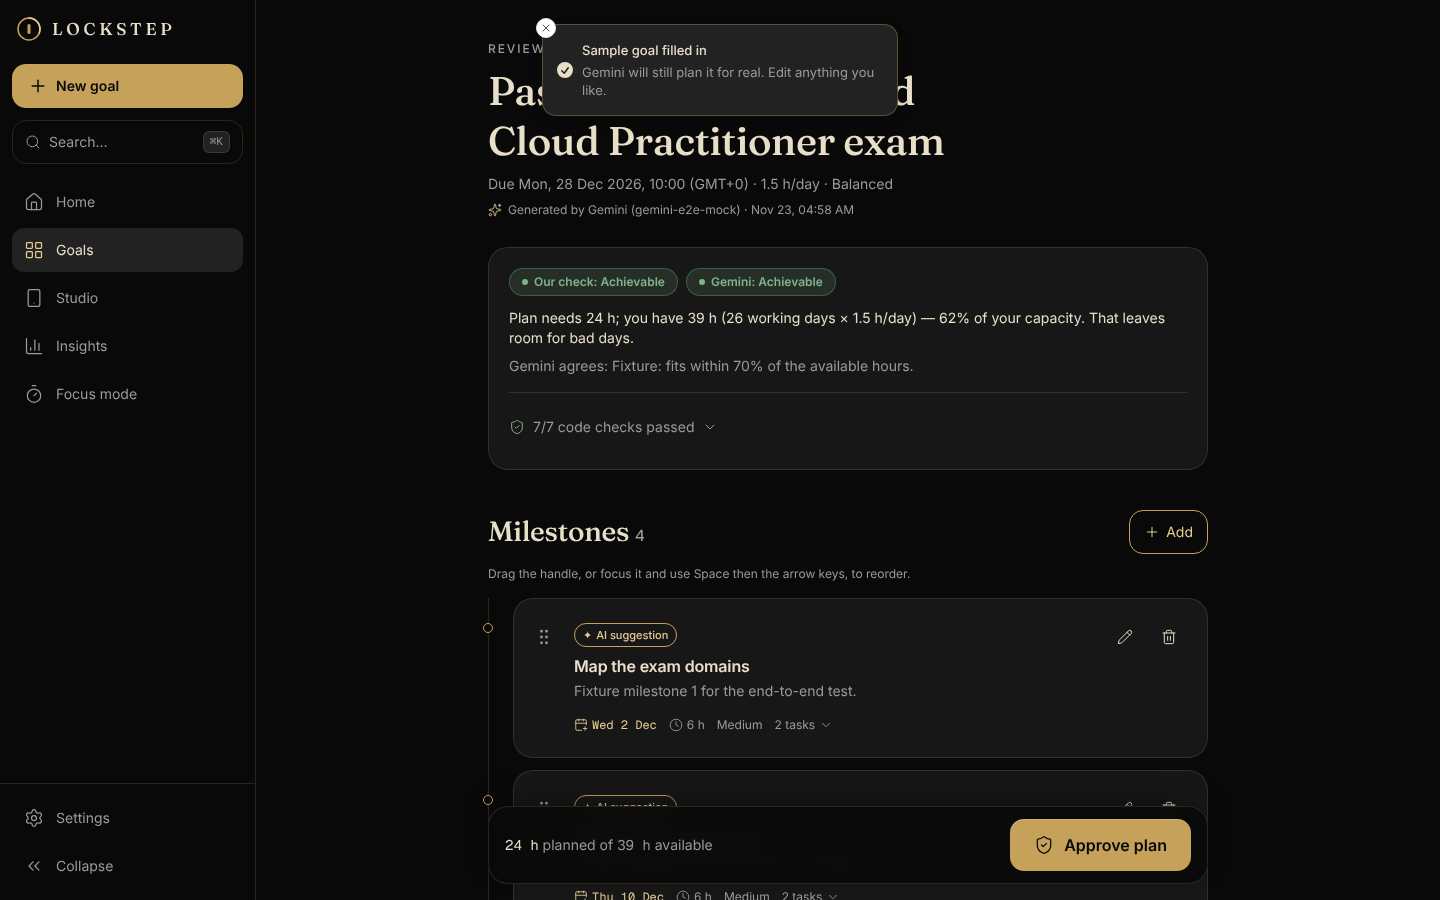 LOCKSTEP
New goal
Search...
⌘K
Home
Goals
Studio
Insights
Focus mode
Settings
Collapse
REVIEW
Sample goal filled in
Gemini will still plan it for real. Edit anything you
like.
Cloud Practitioner exam
Due Mon, 28 Dec 2026, 10:00 (GMT+0) · 1.5 h/day · Balanced
Generated by Gemini (gemini-e2e-mock) · Nov 23, 04:58 AM
Our check: Achievable
Gemini: Achievable
Plan needs 24 h; you have 39 h (26 working days × 1.5 h/day) — 62% of your capacity. That leaves
room for bad days.
Gemini agrees: Fixture: fits within 70% of the available hours.
7/7 code checks passed
Milestones 4
Add
Drag the handle, or focus it and use Space then the arrow keys, to reorder.
✦ AI suggestion
Map the exam domains
Fixture milestone 1 for the end-to-end test.
Wed 2 Dec 6 h Medium 2 tasks
AI suggestion
24 h planned of 39 h available
Approve plan
Thu 10 Dec 6 h Medium 2 tasks